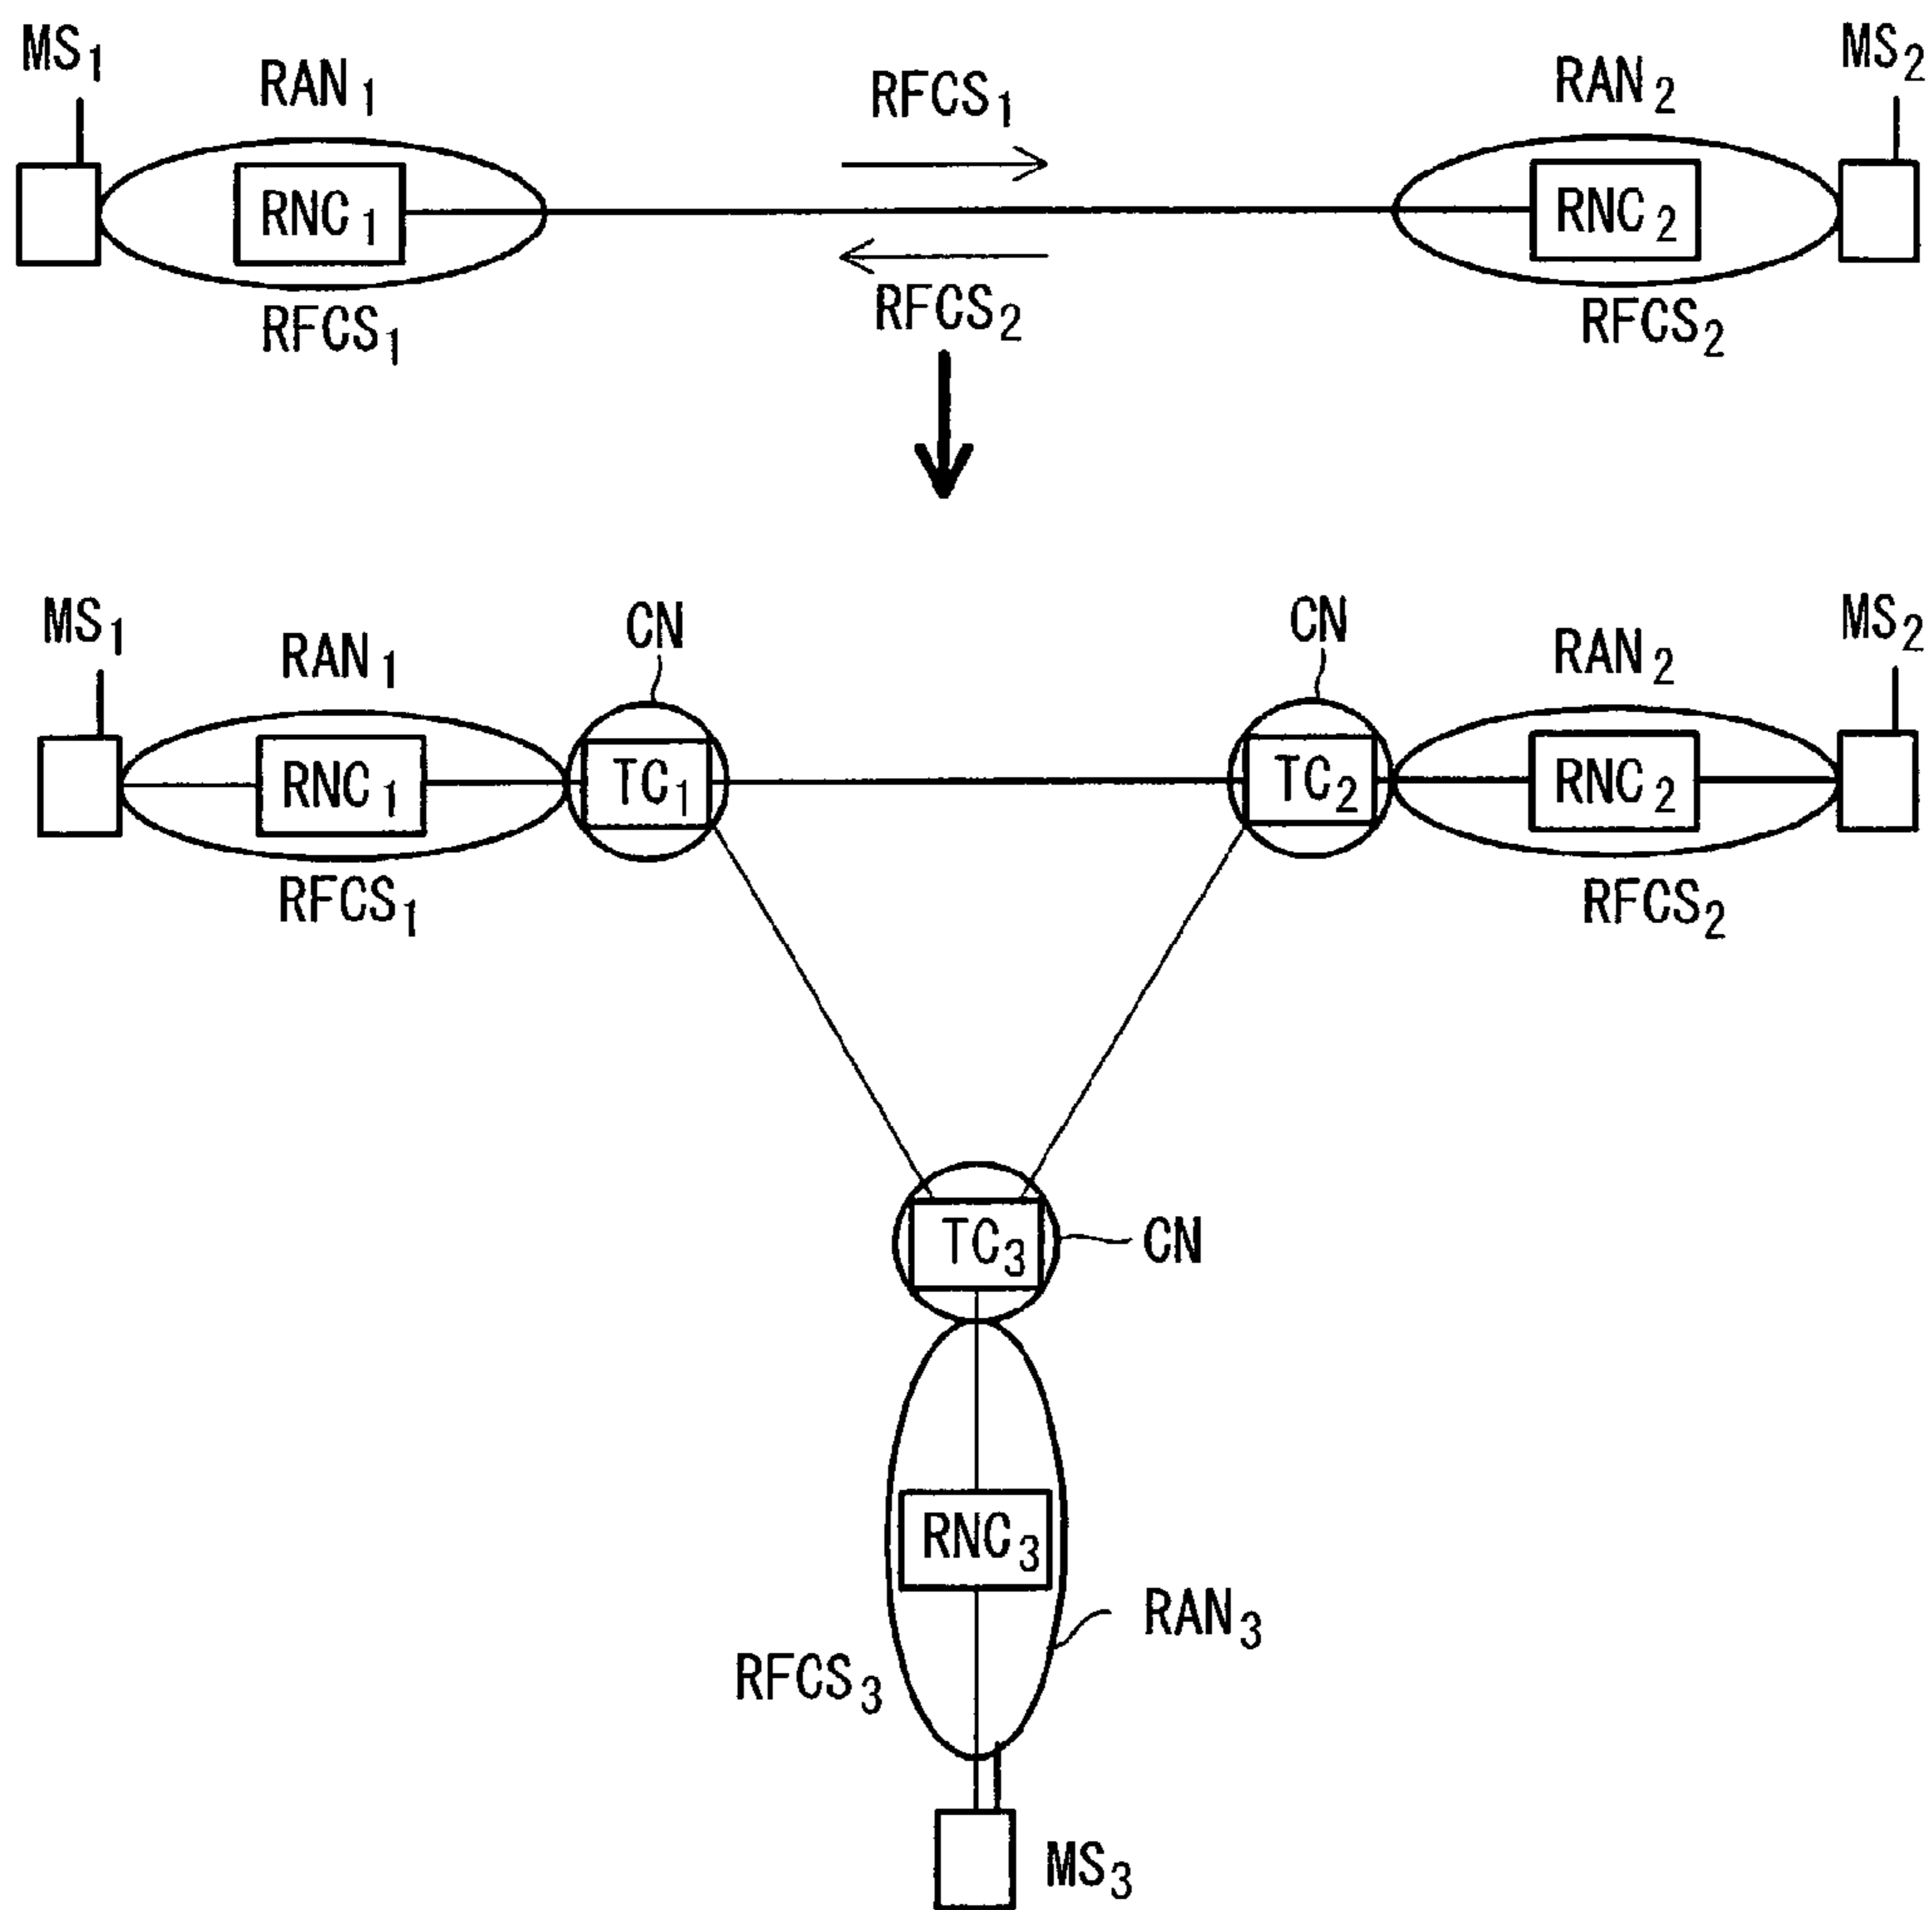 MS1
RAN1
RFCS1
RAN2
MS2
RNC1
RNC2
RFCS1
RFCS2
RFCS2
MS1
RAN1
CN
CN
RAN2
MS2
RNC1
TC1
TC2
RNC2
RFCS1
RFCS2
TC3
CN
RNC3
RAN3
RFCS3
MS3